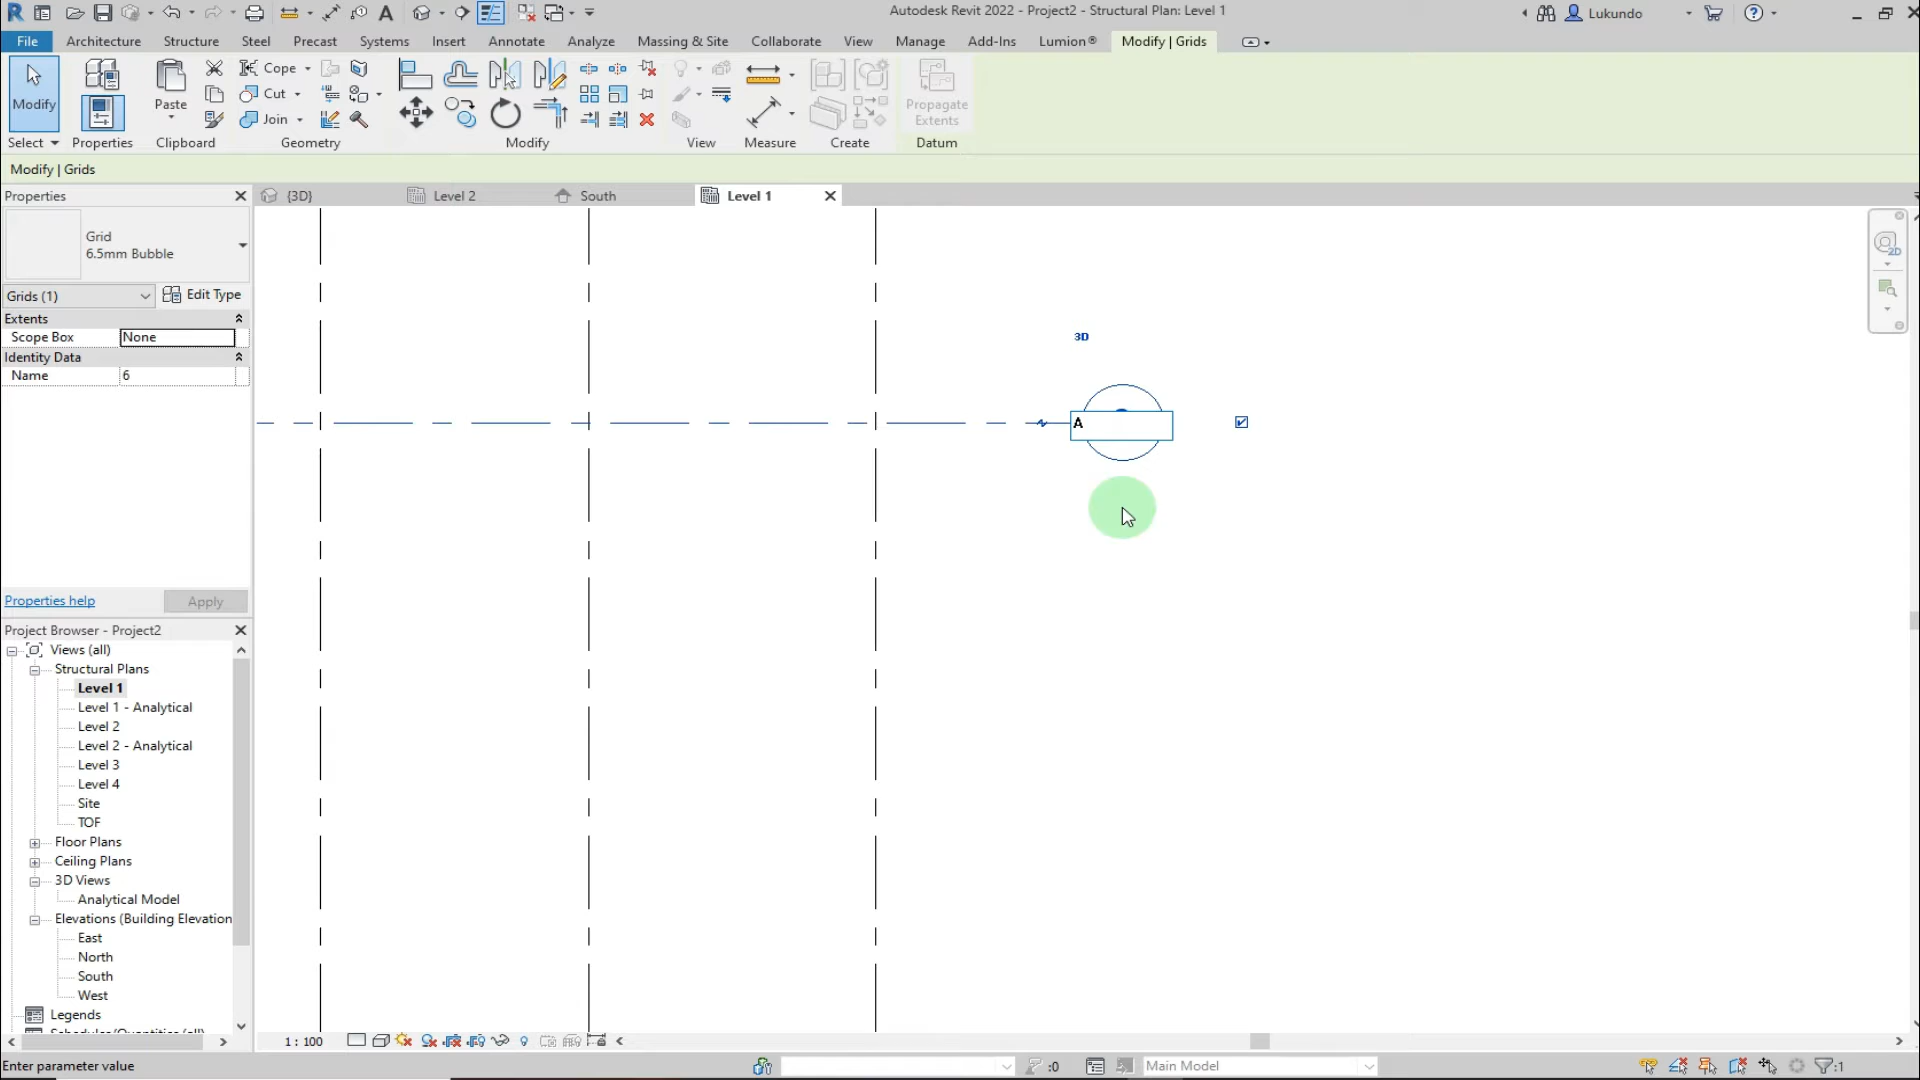 Autodesk Revit 2022 - Project2 - Structural Plan: Level 1
Lukundo
File Architecture Structure Steel Precast Systems Insert Annotate Analyze Massing & Site Collaborate View Manage Add-Ins Lumion® Modify | Grids
Cope
Cut
Join
Modify
Paste
Propagate
Extents
Select Properties Clipboard Geometry Modify View Measure Create Datum
Modify | Grids
Properties
{3D} Level 2 South Level 1
Grid
6.5mm Bubble
Grids (1) Edit Type
Extents
Scope Box None
Identity Data
Name 6
3D
A
Properties help Apply
Project Browser - Project2
Views (all)
Structural Plans
Level 1
Level 1 - Analytical
Level 2
Level 2 - Analytical
Level 3
Level 4
Site
TOF
Floor Plans
Ceiling Plans
3D Views
Analytical Model
Elevations (Building Elevation
East
North
South
West
Legends
1 : 100
Enter parameter value
:0
Main Model
:1